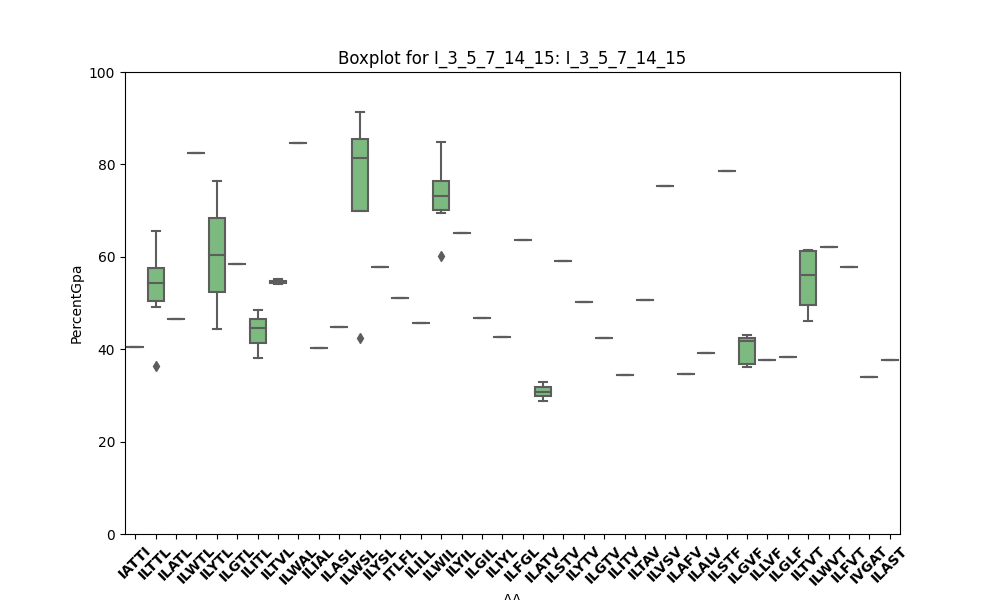 Boxplot for I_3_5_7_14_15: I_3_5_7_14_15
PercentGpa
100
80
60
40
20
0
IATTI
ILTTL
ILATL
ILWTL
ILYTL
ILGTL
ILITL
ILTVL
ILWAL
ILIAL
ILASL
ILWSL
ILYSL
ITLFL
ILILL
ILWIL
ILYIL
ILGIL
ILIYL
ILFGL
ILATV
ILSTV
ILYTV
ILGTV
ILITV
ILTAV
ILVSV
ILAFV
ILALV
ILSTF
ILGVF
ILLVF
ILGLF
ILTVT
ILWVT
ILFVT
IVGAT
ILAST
AA